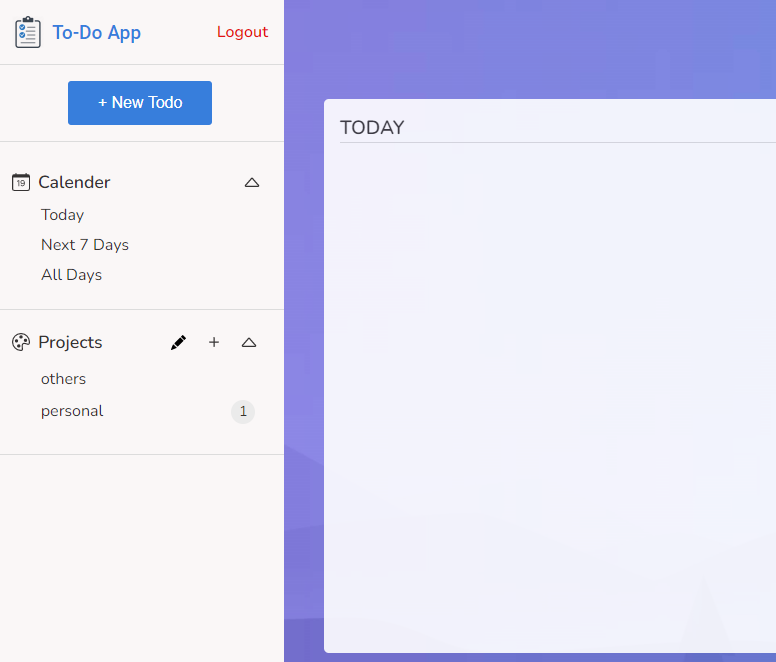 To-Do App
Logout
+ New Todo
19
Calender
Today
Next 7 Days
All Days
Projects
+
others
personal
1
TODAY